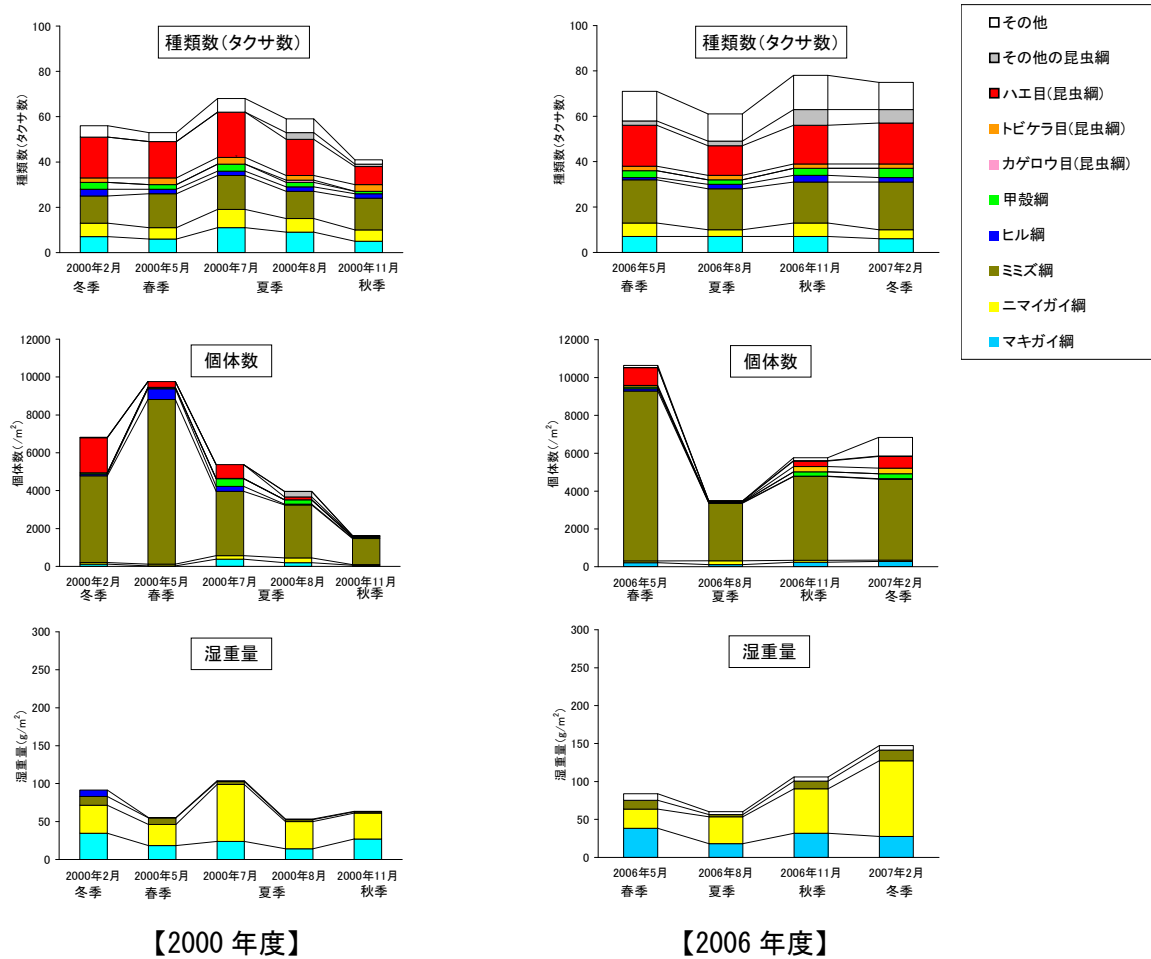 種類数(タクサ数)
種類数(タクサ数)
100
80
60
40
20
0
2000年2月 2000年5月 2000年7月 2000年8月 2000年11月
冬季 春季 夏季 秋季
種類数(タクサ数)
種類数(タクサ数)
100
80
60
40
20
0
2006年5月 2006年8月 2006年11月 2007年2月
春季 夏季 秋季 冬季
その他
その他の昆虫綱
ハエ目(昆虫綱)
トビケラ目(昆虫綱)
カゲロウ目(昆虫綱)
甲殻綱
ヒル綱
ミミズ綱
ニマイガイ綱
マキガイ綱
個体数
個体数(/m²)
12000
10000
8000
6000
4000
2000
0
2000年2月 2000年5月 2000年7月 2000年8月 2000年11月
冬季 春季 夏季 秋季
個体数
個体数(/m²)
12000
10000
8000
6000
4000
2000
0
2006年5月 2006年8月 2006年11月 2007年2月
春季 夏季 秋季 冬季
湿重量
湿重量(g/m²)
300
250
200
150
100
50
0
2000年2月 2000年5月 2000年7月 2000年8月 2000年11月
冬季 春季 夏季 秋季
湿重量
湿重量(g/m²)
300
250
200
150
100
50
0
2006年5月 2006年8月 2006年11月 2007年2月
春季 夏季 秋季 冬季
【2000 年度】
【2006 年度】